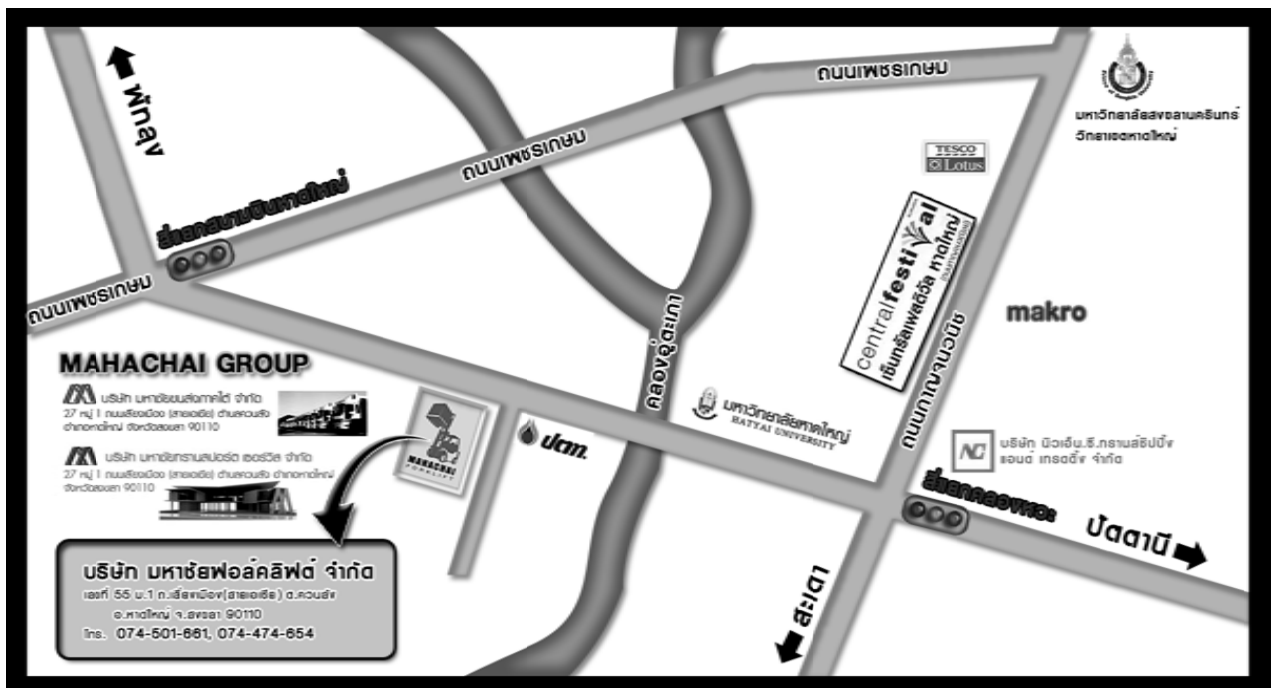 พัทลุง
สี่แยกสนามบินหาดใหญ่
ถนนเพชรเกษม
ถนนเพชรเกษม
ถนนเพชรเกษม
มหาวิทยาลัยสงขลานครินทร์
วิทยาเขตหาดใหญ่
TESCO
Lotus
central festival
เซ็นทรัลเฟสติวัล หาดใหญ่
ถนนกาญจนวนิช
makro
คลองอู่ตะเภา
MAHACHAI GROUP
บริษัท มหาชัยขนส่งภาคใต้ จำกัด
27 หมู่ 1 ถนนเลี่ยงเมือง (สายเอเซีย) ตำบลควนลัง
อำเภอหาดใหญ่ จังหวัดสงขลา 90110
บริษัท มหาชัยทรานสปอร์ต เซอร์วิส จำกัด
27 หมู่ 1 ถนนเลี่ยงเมือง (สายเอเซีย) ตำบลควนลัง อำเภอหาดใหญ่
จังหวัดสงขลา 90110
MAHACHAI
FORKLIFT
ปตท.
มหาวิทยาลัยหาดใหญ่
HATYAI UNIVERSITY
NC
บริษัท นิวเอ็น.ซี.ทรานส์ชิปปิ้ง
แอนด์ เทรดดิ้ง จำกัด
สี่แยกคลองหวะ
ปัตตานี
สะเดา
บริษัท มหาชัยฟอล์คลิฟต์ จำกัด
เลขที่ 55 ม.1 ถ.เลี่ยงเมือง(สายเอเซีย) ต.ควนลัง
อ.หาดใหญ่ จ.สงขลา 90110
โทร. 074-501-661, 074-474-654